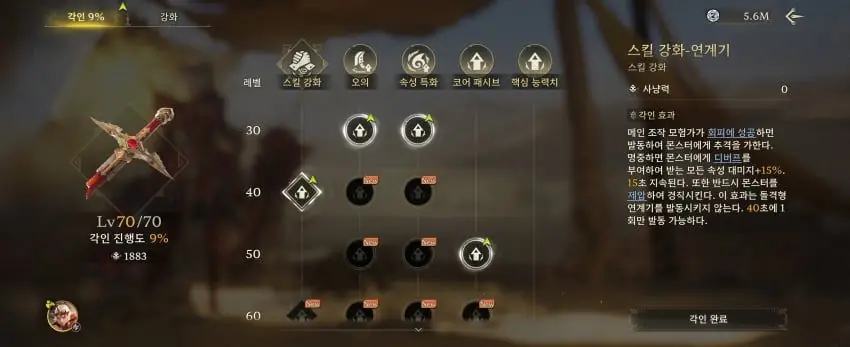 각인 9%
강화
5.6M
레벨
스킬 강화
오의
속성 특화
코어 패시브
핵심 능력치
30
40
50
60
New
New
New
New
New
New
New
New
Lv70/70
각인 진행도 9%
1883
스킬 강화-연계기
스킬 강화
사냥력 0
각인 효과
메인 조작 모험가가 회피에 성공하면
발동하여 몬스터에게 추격을 가한다.
명중하면 몬스터에게 디버프를
부여하여 받는 모든 속성 대미지+15%.
15초 지속된다. 또한 반드시 몬스터를
제압하여 경직시킨다. 이 효과는 돌격형
연계기를 발동시키지 않는다. 40초에 1
회만 발동 가능하다.
각인 완료